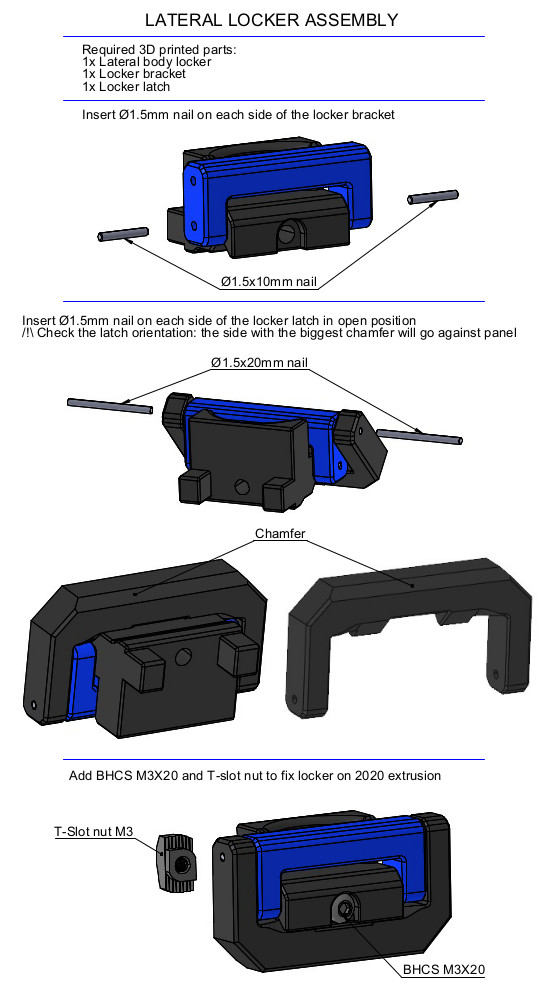 LATERAL LOCKER ASSEMBLY
Required 3D printed parts:
1x Lateral body locker
1x Locker bracket
1x Locker latch
Insert Ø1.5mm nail on each side of the locker bracket
Ø1.5x10mm nail
Insert Ø1.5mm nail on each side of the locker latch in open position
/!\ Check the latch orientation: the side with the biggest chamfer will go against panel
Ø1.5x20mm nail
Chamfer
Add BHCS M3X20 and T-slot nut to fix locker on 2020 extrusion
T-Slot nut M3
BHCS M3X20